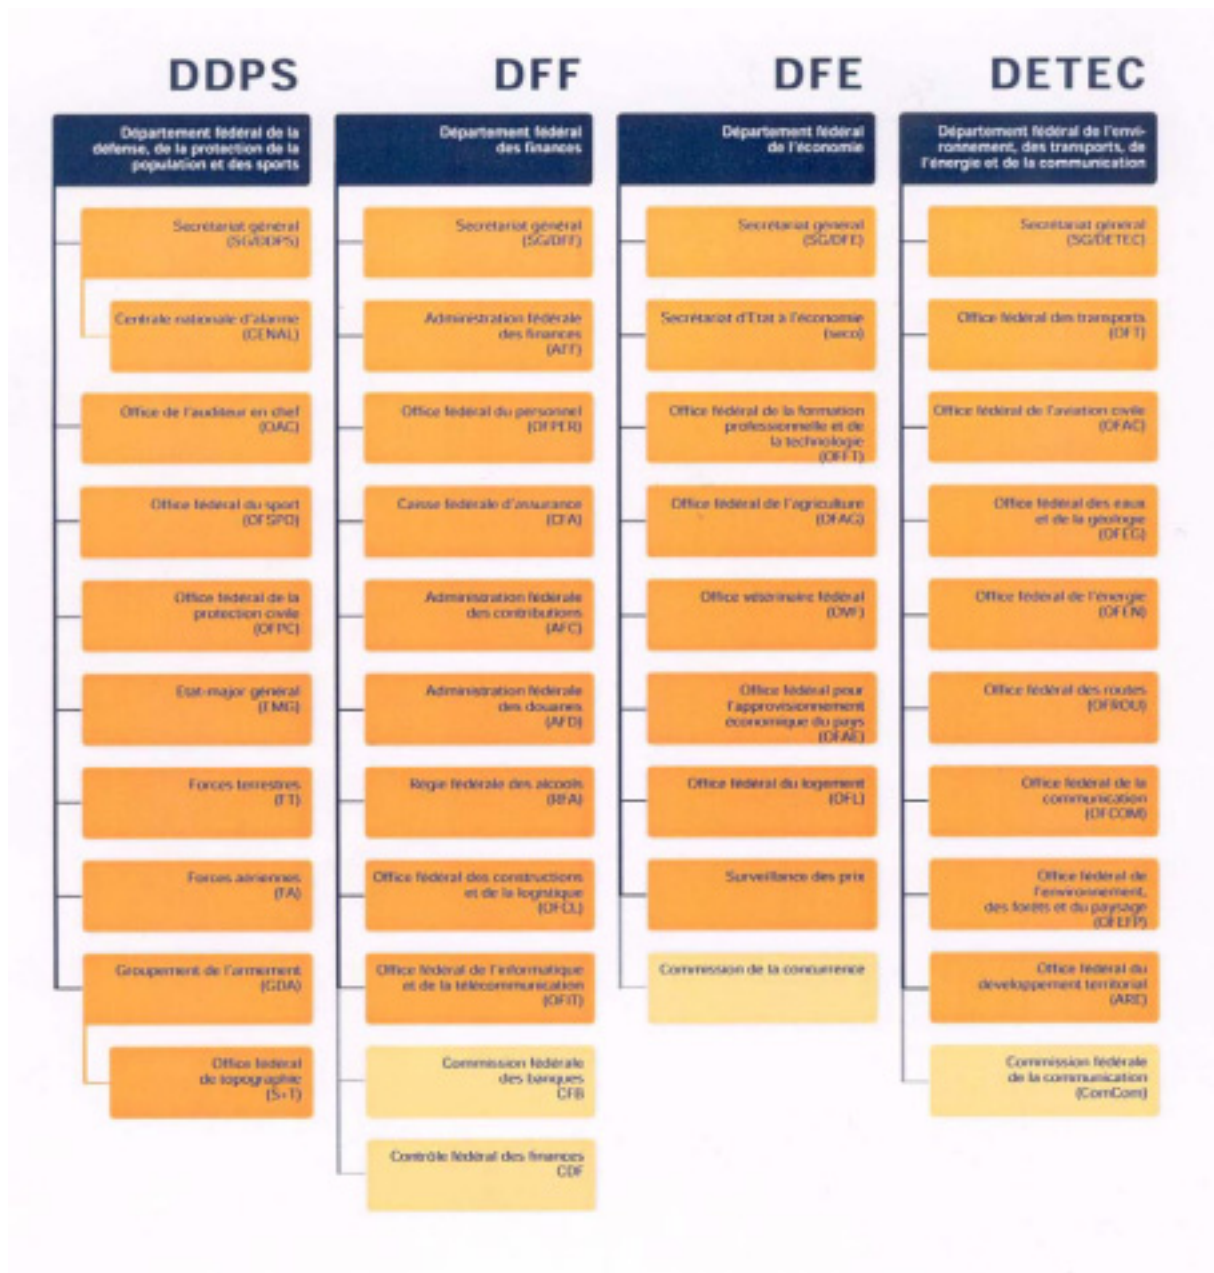 DDPS
Département fédéral de la
défense, de la protection de la
population et des sports
Secrétariat général
(SG/DDPS)
Centrale nationale d'alarme
(CENAL)
Office de l'auditeur en chef
(OAC)
Office fédéral du sport
(OFSPO)
Office fédéral de la
protection civile
(OFPC)
Etat-major général
(EMG)
Forces terrestres
(FT)
Forces aériennes
(FA)
Groupement de l'armement
(GDA)
Office fédéral
de topographie
(S+T)
DFF
Département fédéral
des finances
Secrétariat général
(SG/DFF)
Administration fédérale
des finances
(AFF)
Office fédéral du personnel
(OFPER)
Caisse fédérale d'assurance
(CFA)
Administration fédérale
des contributions
(AFC)
Administration fédérale
des douanes
(AFD)
Régie fédérale des alcools
(RFA)
Office fédéral des constructions
et de la logistique
(OFCL)
Office fédéral de l'informatique
et de la télécommunication
(OFIT)
Commission fédérale
des banques
CFB
Contrôle fédéral des finances
CDF
DFE
Département fédéral
de l'économie
Secrétariat général
(SG/DFE)
Secrétariat d'Etat à l'économie
(seco)
Office fédéral de la formation
professionnelle et de
la technologie
(OFFT)
Office fédéral de l'agriculture
(OFAG)
Office vétérinaire fédéral
(OVF)
Office fédéral pour
l'approvisionnement
économique du pays
(OFAE)
Office fédéral du logement
(OFL)
Surveillance des prix
Commission de la concurrence
DETEC
Département fédéral de l'envi-
ronnement, des transports, de
l'énergie et de la communication
Secrétariat général
(SG/DETEC)
Office fédéral des transports
(OFT)
Office fédéral de l'aviation civile
(OFAC)
Office fédéral des eaux
et de la géologie
(OFEG)
Office fédéral de l'énergie
(OFEN)
Office fédéral des routes
(OFROU)
Office fédéral de la
communication
(OFCOM)
Office fédéral de
l'environnement,
des forêts et du paysage
(OFEFP)
Office fédéral du
développement territorial
(ARE)
Commission fédérale
de la communication
(ComCom)